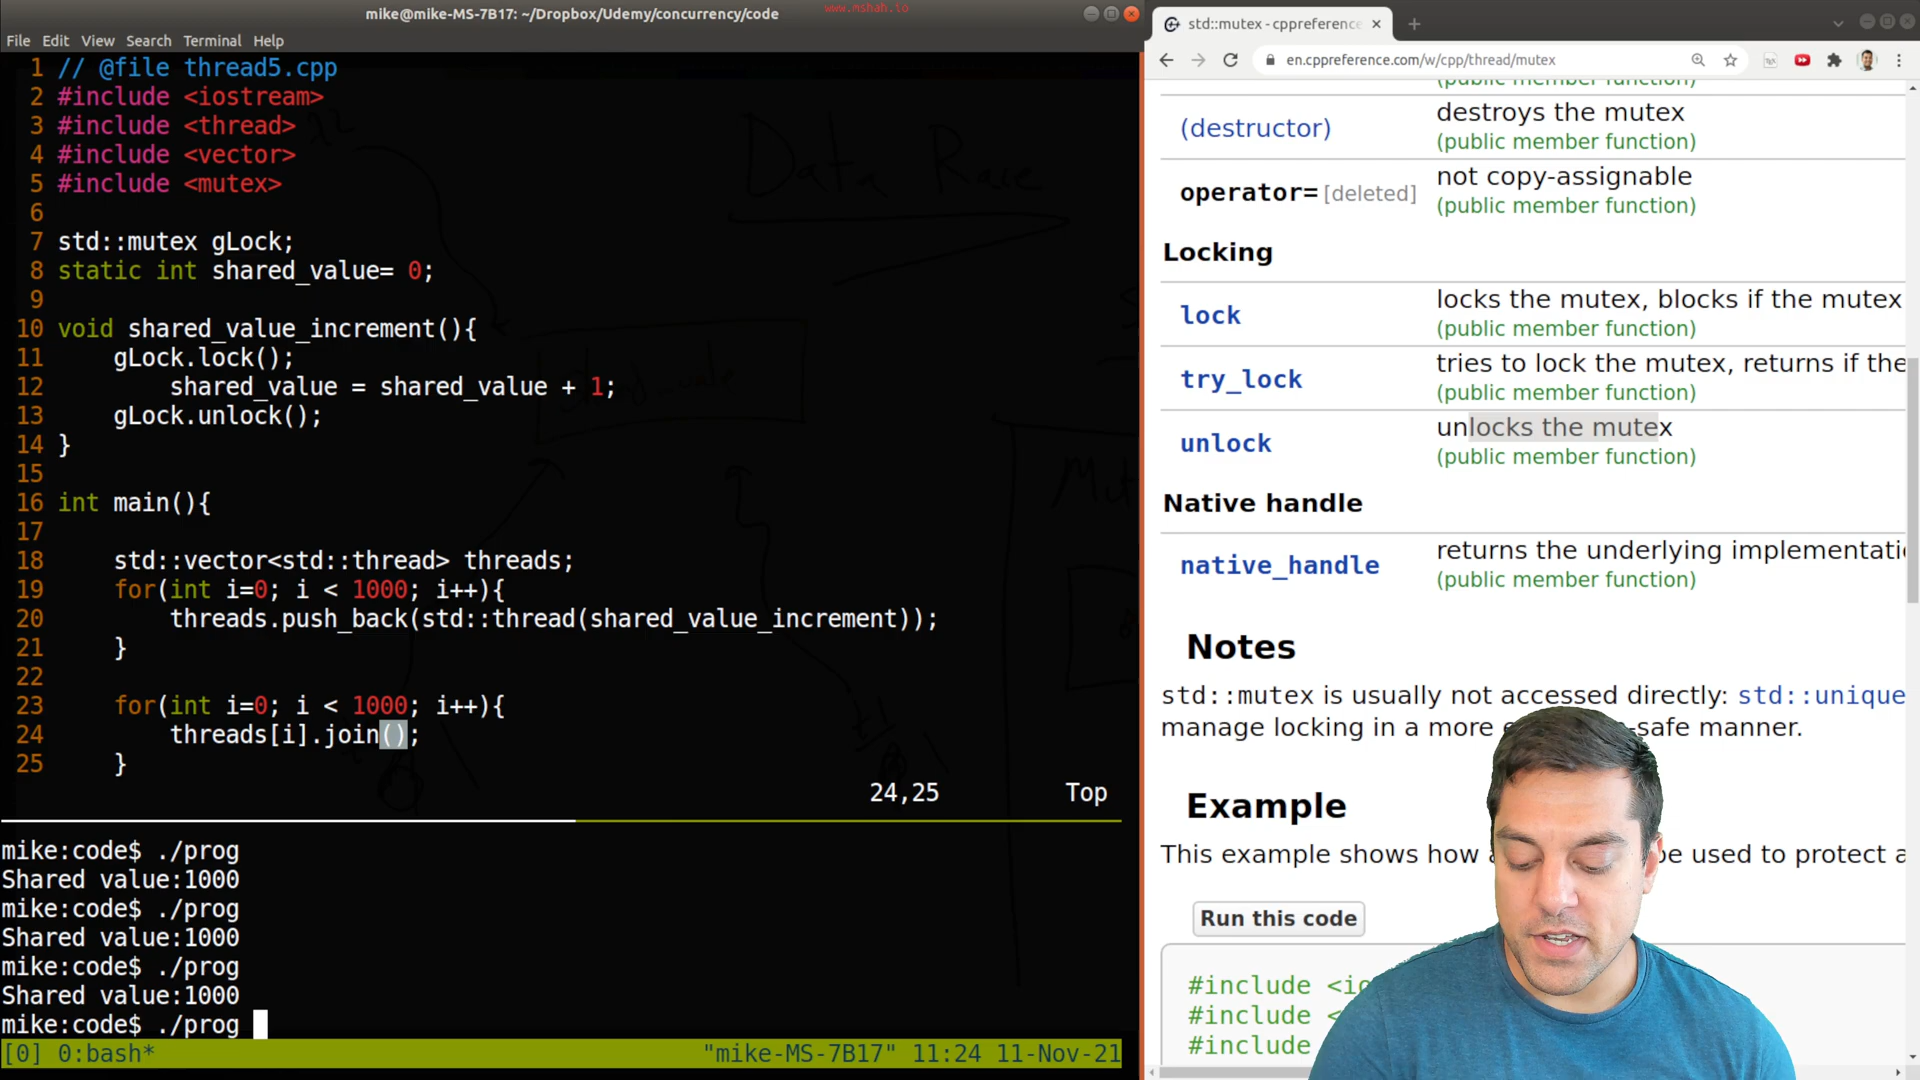 mike@mike-MS-7B17: ~/Dropbox/Udemy/concurrency/code
www.mshah.io
File Edit View Search Terminal Help
1 // @file thread5.cpp
2 #include <iostream>
3 #include <thread>
4 #include <vector>
5 #include <mutex>
6
7 std::mutex gLock;
8 static int shared_value= 0;
9
10 void shared_value_increment(){
11 gLock.lock();
12 shared_value = shared_value + 1;
13 gLock.unlock();
14 }
15
16 int main(){
17
18 std::vector<std::thread> threads;
19 for(int i=0; i < 1000; i++){
20 threads.push_back(std::thread(shared_value_increment));
21 }
22
23 for(int i=0; i < 1000; i++){
24 threads[i].join();
25 }
24,25 Top
Data Race
mike:code$ ./prog
Shared value:1000
mike:code$ ./prog
Shared value:1000
mike:code$ ./prog
Shared value:1000
mike:code$ ./prog
[0] 0:bash* "mike-MS-7B17" 11:24 11-Nov-21
std::mutex - cppreference
en.cppreference.com/w/cpp/thread/mutex
(public member function)
(destructor) destroys the mutex
(public member function)
operator= [deleted] not copy-assignable
(public member function)
Locking
lock locks the mutex, blocks if the mutex
(public member function)
try_lock tries to lock the mutex, returns if the
(public member function)
unlock unlocks the mutex
(public member function)
Native handle
native_handle returns the underlying
(public member function)
Notes
std::mutex is usually not accessed directly: std::unique
manage locking in a more safe manner.
Example
This example shows how be used to protect a
Run this code
#include
#include
#include